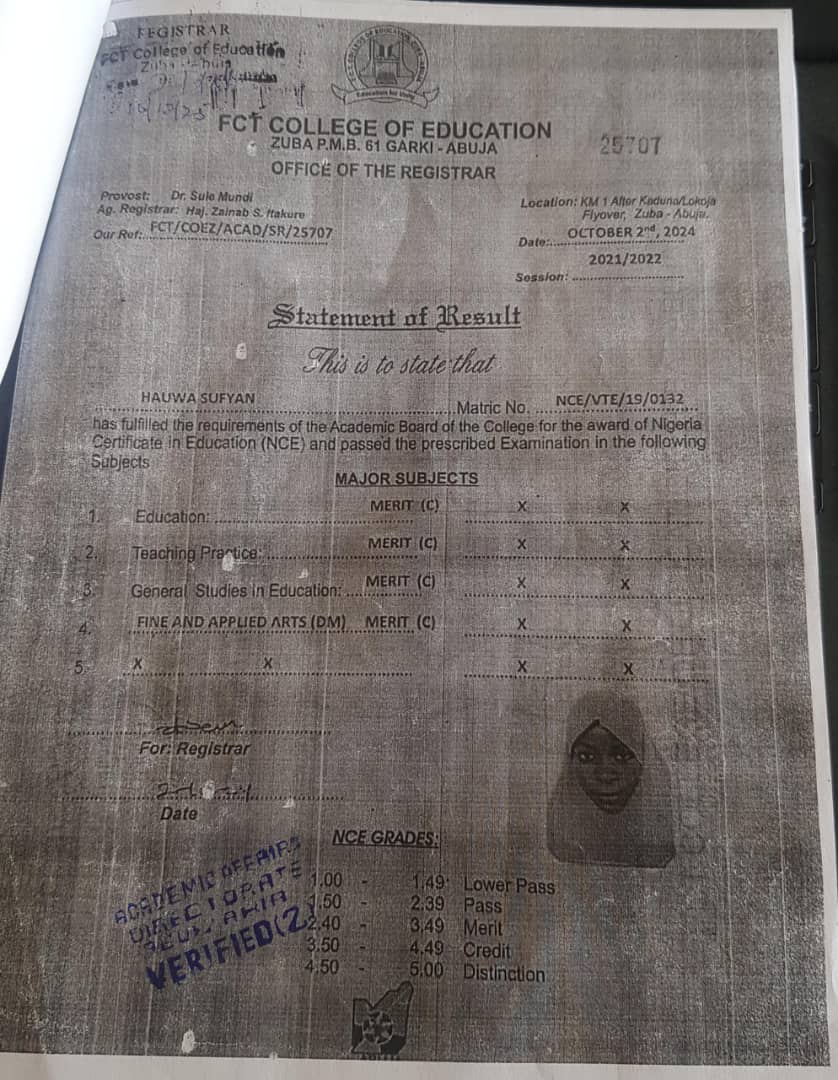 REGISTRAR
FCT College of Education
FCT COLLEGE OF EDUCATION
Education for Unity
FCT COLLEGE OF EDUCATION
ZUBA P.M.B. 61 GARKI - ABUJA
25707
OFFICE OF THE REGISTRAR
Provost: Dr. Sule Mundi
Location: KM 1 After Kaduna/Lokoja
Ag. Registrar: Haj. Zainab S. Itakure
Flyover, Zuba - Abuja.
Our Ref: FCT/COEZ/ACAD/SR/25707
Date: OCTOBER 2nd, 2024
Session: 2021/2022
Statement of Result
This is to state that
HAUWA SUFYAN Matric No. NCE/VTE/19/0132
has fulfilled the requirements of the Academic Board of the College for the award of Nigeria
Certificate in Education (NCE) and passed the prescribed Examination in the following
Subjects
MAJOR SUBJECTS
1. Education: MERIT (C) X X
2. Teaching Practice: MERIT (C) X X
3. General Studies in Education: MERIT (C) X X
4. FINE AND APPLIED ARTS (DM) MERIT (C) X X
5. X X X X
For: Registrar
Date
NCE GRADES:
1.00 - 1.49 Lower Pass
1.50 - 2.39 Pass
2.40 - 3.49 Merit
3.50 - 4.49 Credit
4.50 - 5.00 Distinction
ACADEMIC AFFAIRS
DIRECTORATE
VERIFIED